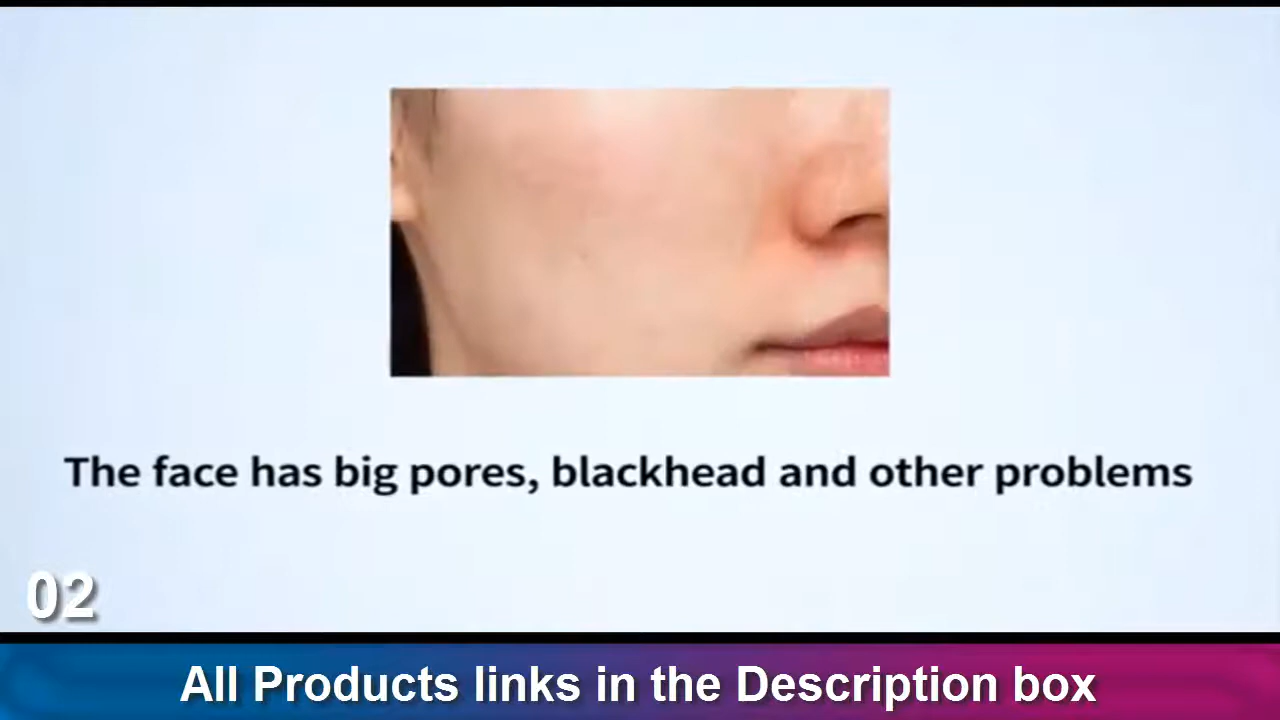 The face has big pores, blackhead and other problems
02
All Products links in the Description box